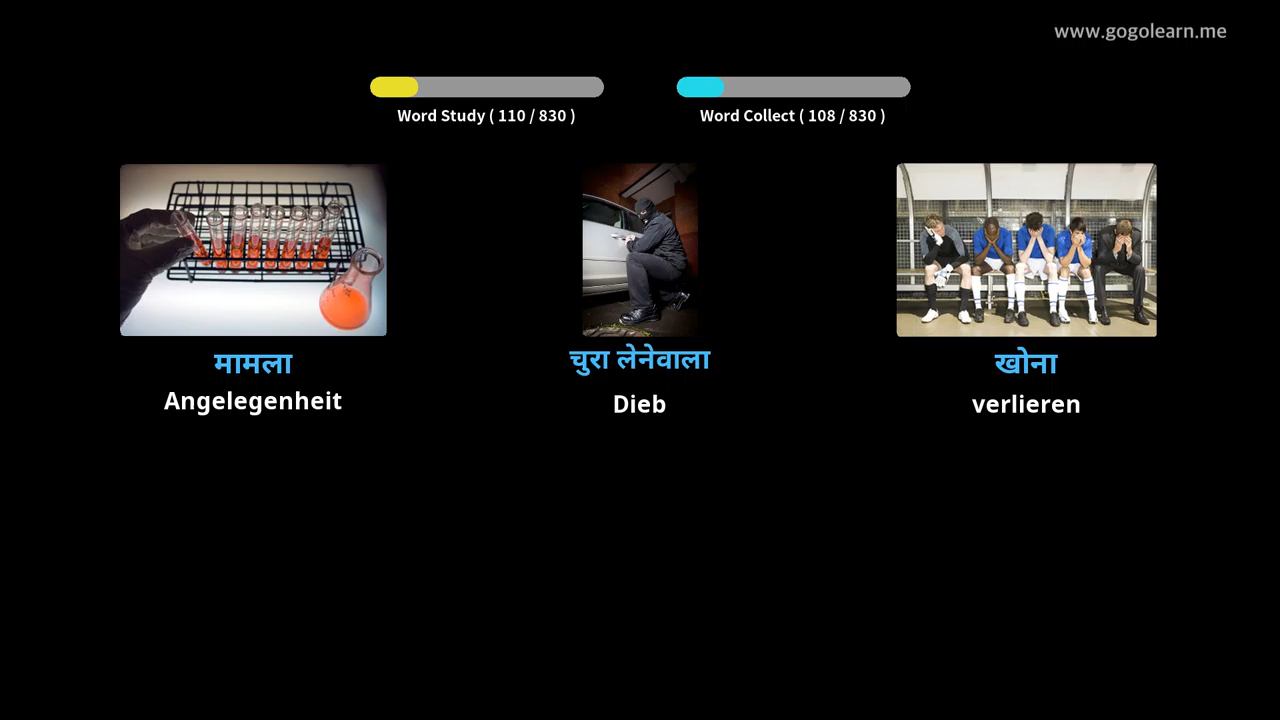 www.gogolearn.me
Word Study ( 110 / 830 )
Word Collect ( 108 / 830 )
मामला
Angelegenheit
चुरा लेनेवाला
Dieb
खोना
verlieren